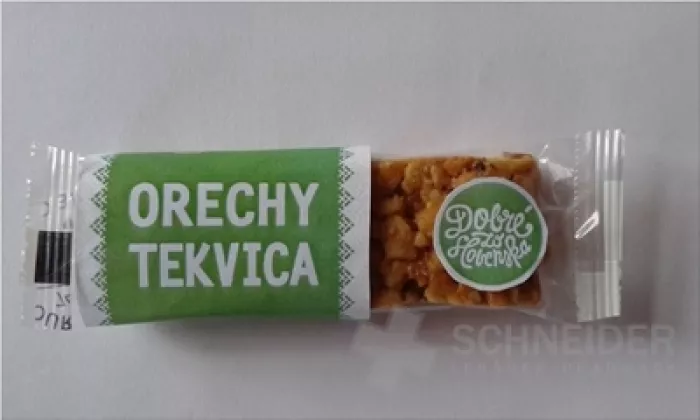 ORECHY
TEKVICA
Dobré
zo
Slovenska
SCHNEIDER